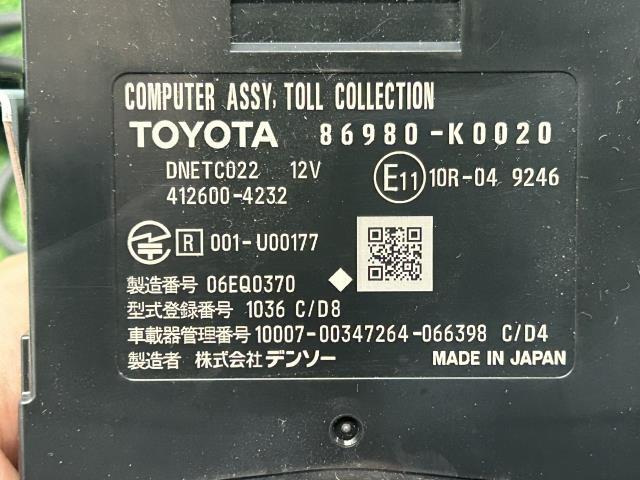 COMPUTER ASSY, TOLL COLLECTION
TOYOTA 86980-K0020
DNETC022 12V
E11 10R-04 9246
412600-4232
R 001-U00177
製造番号 06EQ0370
型式登録番号 1036 C/D8
車載器管理番号 10007-00347264-066398 C/D4
製造者 株式会社デンソー MADE IN JAPAN